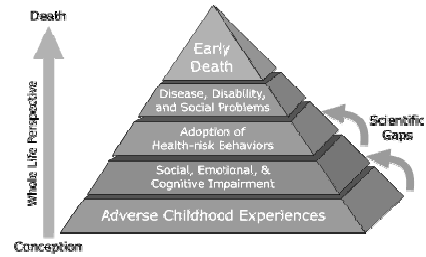 Death
Early
Death
Disease, Disability,
and Social Problems
Scientific
Gaps
Adoption of
Health-risk Behaviors
Whole Life Perspective
Social, Emotional, &
Cognitive Impairment
Adverse Childhood Experiences
Conception